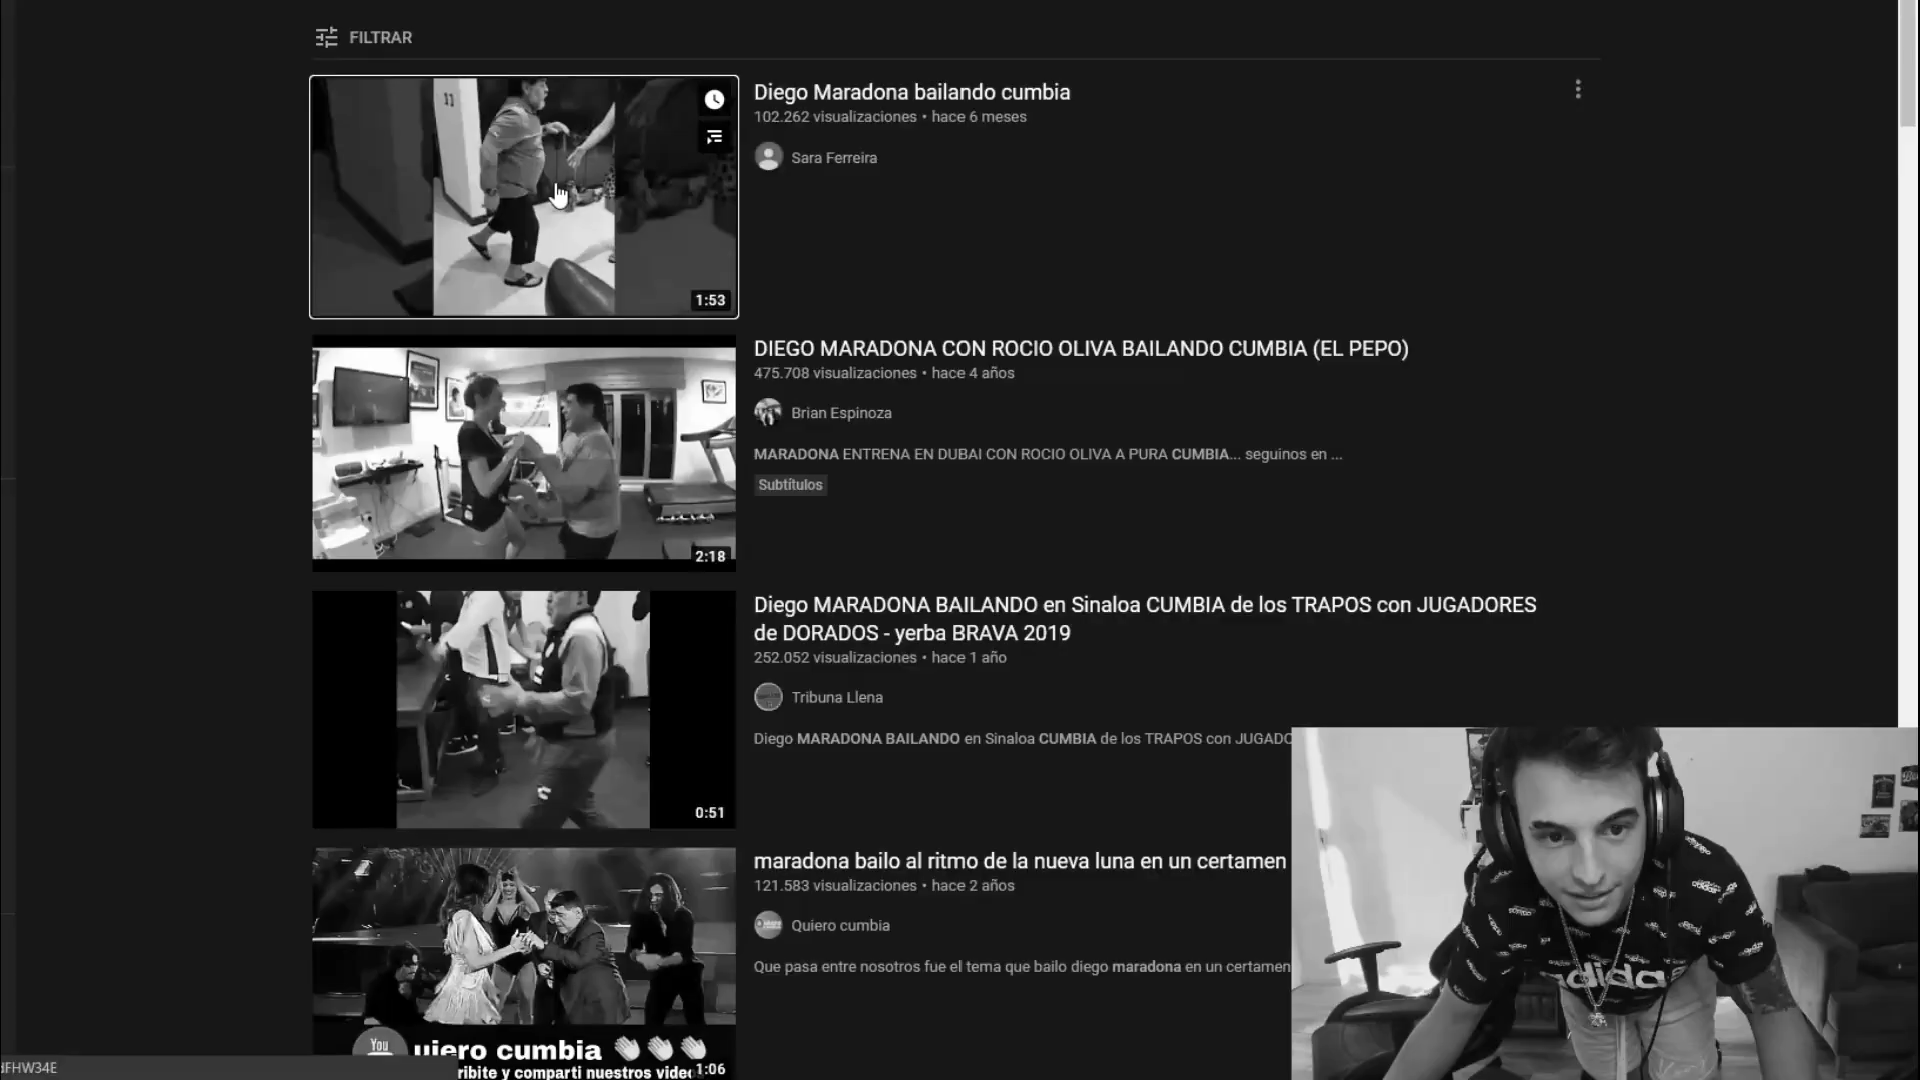 FILTRAR
11
1:53
Diego Maradona bailando cumbia
102.262 visualizaciones • hace 6 meses
Sara Ferreira
2:18
DIEGO MARADONA CON ROCIO OLIVA BAILANDO CUMBIA (EL PEPO)
475.708 visualizaciones • hace 4 años
Brian Espinoza
MARADONA ENTRENA EN DUBAI CON ROCIO OLIVA A PURA CUMBIA... seguinos en ...
Subtítulos
0:51
Diego MARADONA BAILANDO en Sinaloa CUMBIA de los TRAPOS con JUGADORES
de DORADOS - yerba BRAVA 2019
252.052 visualizaciones • hace 1 año
Tribuna Llena
Diego MARADONA BAILANDO en Sinaloa CUMBIA de los TRAPOS con JUGADO
maradona bailo al ritmo de la nueva luna en un certamen
121.583 visualizaciones • hace 2 años
Quiero cumbia
Que pasa entre nosotros fue el tema que bailo diego maradona en un certamen
You
uiero cumbia
ribite y comparti nuestros vide
1:06
FHW34E
adidas